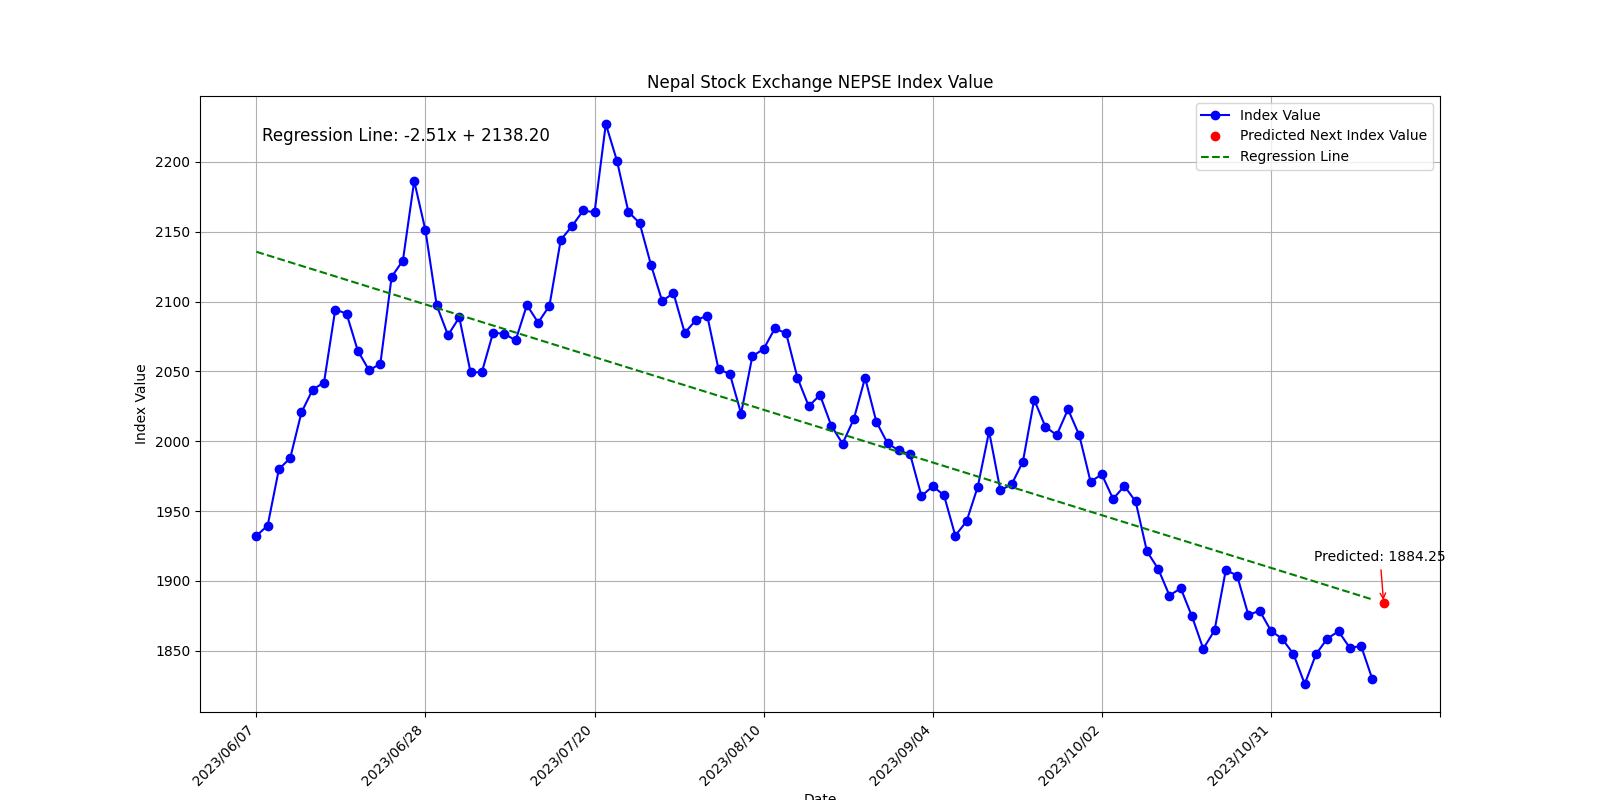 Nepal Stock Exchange NEPSE Index Value
Regression Line: -2.51x + 2138.20
Index Value
Predicted Next Index Value
Regression Line
2200
2150
2100
2050
2000
1950
1900
1850
Index Value
Predicted: 1884.25
2023/06/07
2023/06/28
2023/07/20
2023/08/10
2023/09/04
2023/10/02
2023/10/31
Date